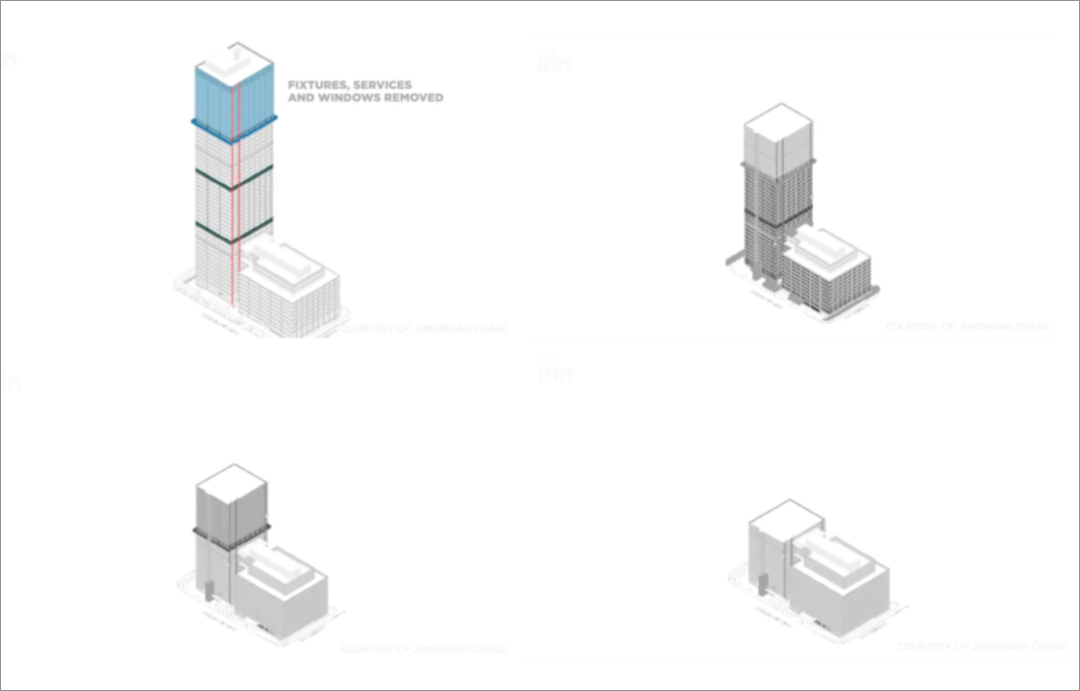 FIXTURES, SERVICES
AND WINDOWS REMOVED
COURTESY OF JPMORGAN CHASE
COURTESY OF JPMORGAN CHASE
COURTESY OF JPMORGAN CHASE
COURTESY OF JPMORGAN CHASE